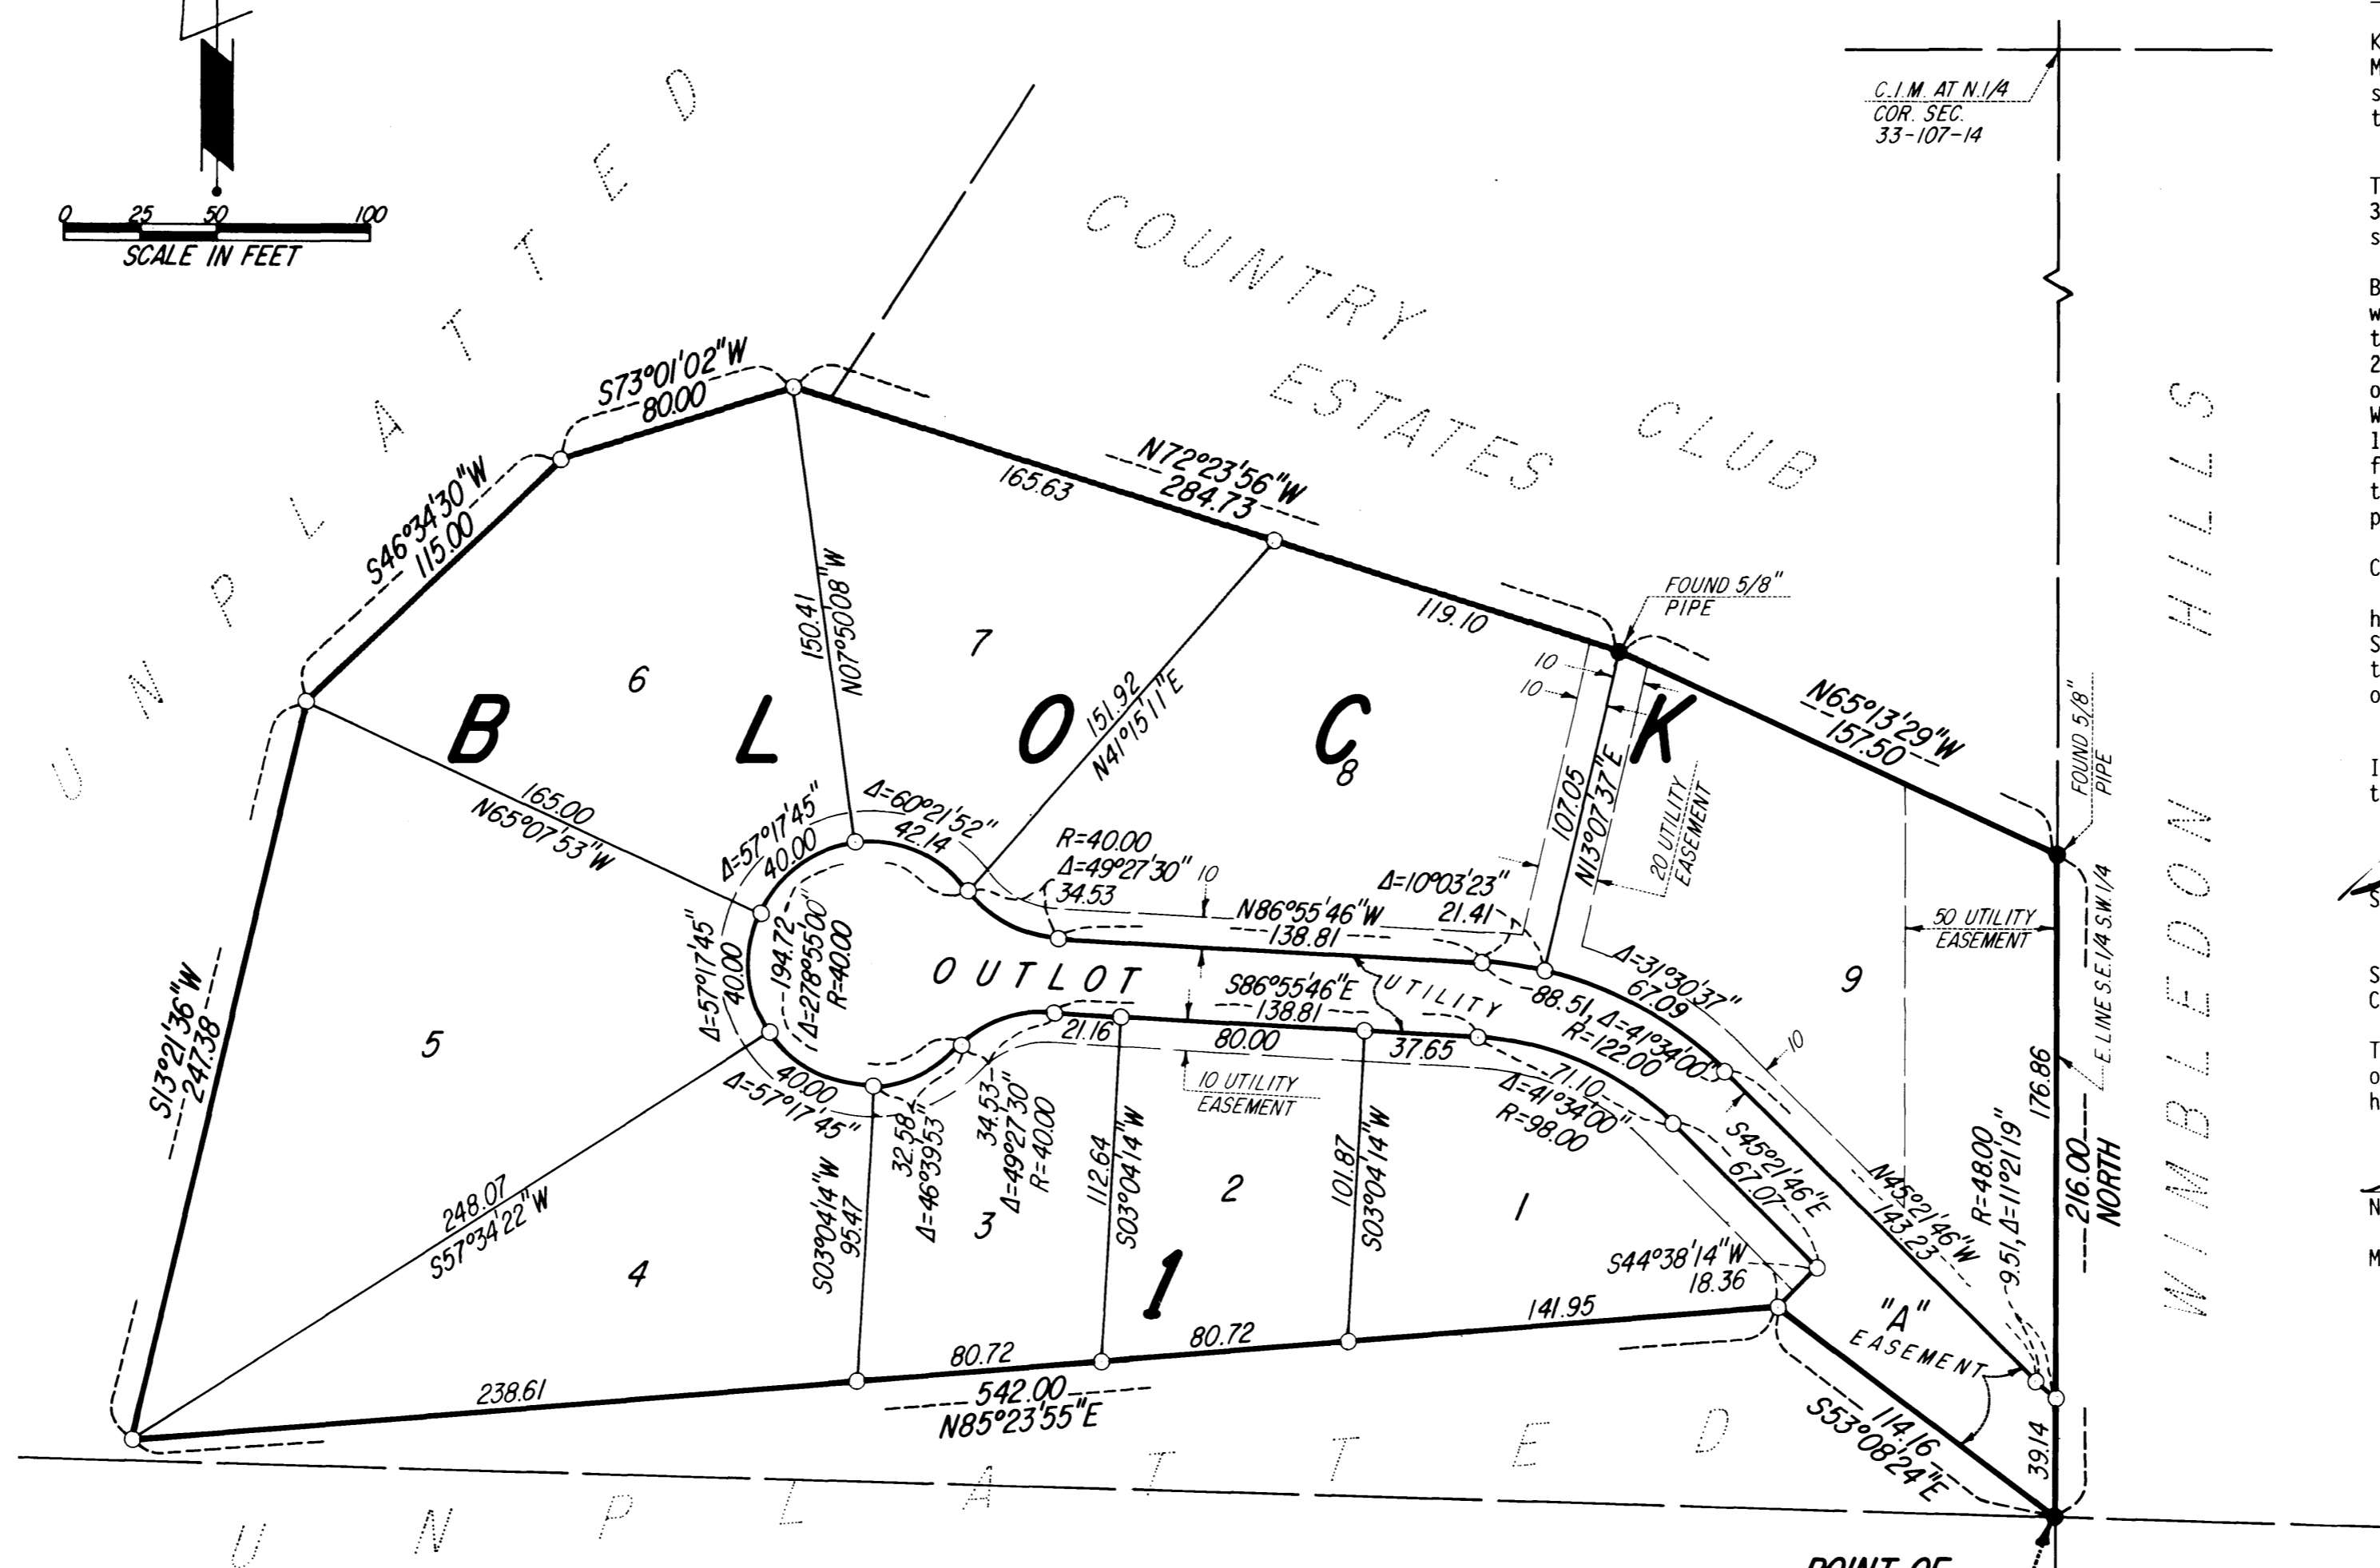 0 25 50 100
SCALE IN FEET
UNPLATTED
COUNTRY
CLUB
ESTATES
C.I.M. AT N.1/4
COR. SEC.
33-107-14
S73°01'02"W
80.00
S46°34'30"W
115.00
N72°23'56"W
284.73
165.63
119.10
FOUND 5/8"
PIPE
N65°13'29"W
157.50
FOUND 5/8"
PIPE
WIMBLEDON HILLS
BLOCK
1
6
7
8
9
5
4
3
2
1
150.41
N07°50'08"W
151.92
N41°15'11"E
10
10
107.05
N13°07'37"E
20 UTILITY
EASEMENT
165.00
N65°07'53"W
Δ=57°17'45"
40.00
Δ=60°21'52"
42.14
R=40.00
Δ=49°27'30"
34.53
10
N86°55'46"W
138.81
Δ=10°03'23"
21.41
50 UTILITY
EASEMENT
E. LINE S.E.1/4 S.W.1/4
Δ=57°17'45"
40.00
194.72
Δ=278°55'00"
R=40.00
OUTLOT
S86°55'46"E
138.81
UTILITY
88.51, Δ=41°34'00"
R=122.00
Δ=31°30'37"
67.09
10
S13°21'36"W
247.38
21.16
80.00
37.65
10 UTILITY
EASEMENT
71.10
Δ=41°34'00"
R=98.00
40.00
Δ=57°17'45"
32.58
Δ=46°39'53"
34.53
Δ=49°27'30"
R=40.00
112.64
S03°04'14"W
101.87
S03°04'14"W
S03°04'14"W
95.47
248.07
S57°34'22"W
S45°21'46"E
67.07
N45°21'46"W
143.23
R=48.00
9.51, Δ=11°21'19"
176.86
216.00
NORTH
S44°38'14"W
18.36
"A"
EASEMENT
238.61
80.72
80.72
141.95
542.00
N85°23'55"E
114.16
S53°08'24"E
39.14
UNPLATTED
POINT OF